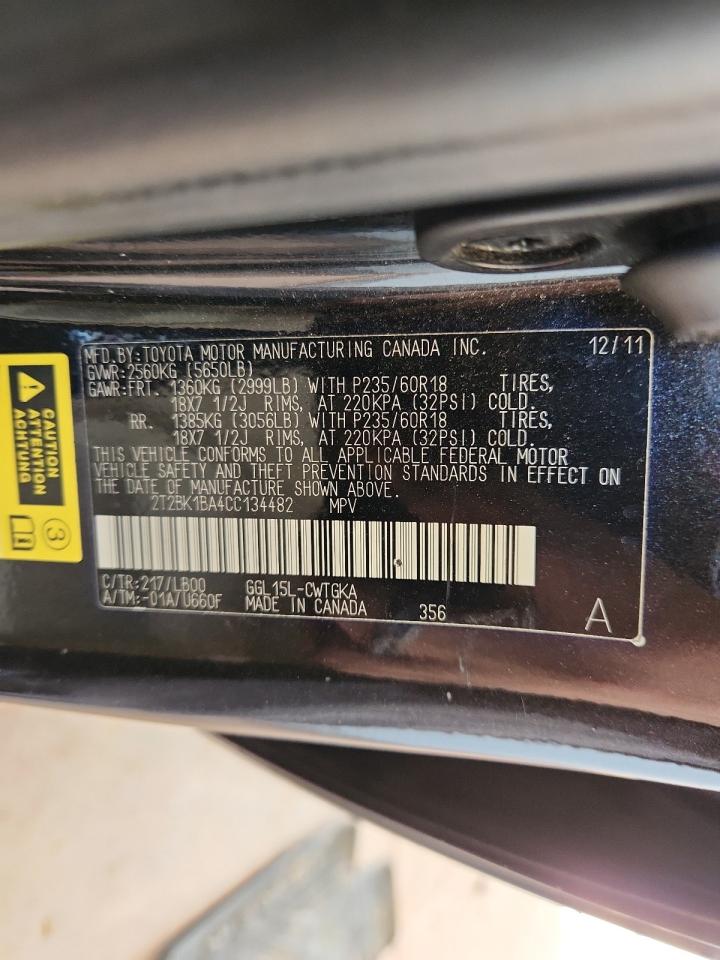 MFD.BY:TOYOTA MOTOR MANUFACTURING CANADA INC. 12/11
GVWR:2560KG (5650LB)
GAWR:FRT. 1360KG (2999LB) WITH P235/60R18 TIRES,
18X7 1/2J RIMS, AT 220KPA (32PSI) COLD.
RR. 1385KG (3056LB) WITH P235/60R18 TIRES,
18X7 1/2J RIMS, AT 220KPA (32PSI) COLD.
THIS VEHICLE CONFORMS TO ALL APPLICABLE FEDERAL MOTOR
VEHICLE SAFETY AND THEFT PREVENTION STANDARDS IN EFFECT ON
THE DATE OF MANUFACTURE SHOWN ABOVE.
2T2BK1BA4CC134482 MPV
C/TR:217/LB00 GGL15L-CWTGKA
A/TM:-01A/U660F MADE IN CANADA 356 A
CAUTION
ATTENTION
ACHTUNG
3